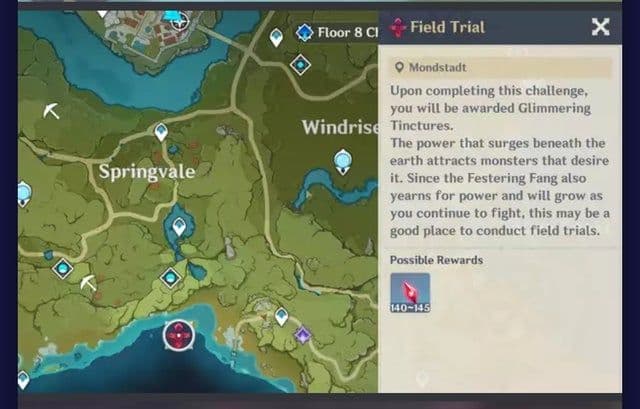 Floor 8 Cl
Field Trial
Mondstadt
Upon completing this challenge,
you will be awarded Glimmering
Tinctures.
The power that surges beneath the
earth attracts monsters that desire
it. Since the Festering Fang also
yearns for power and will grow as
you continue to fight, this may be a
good place to conduct field trials.
Possible Rewards
140~145
Windrise
Springvale